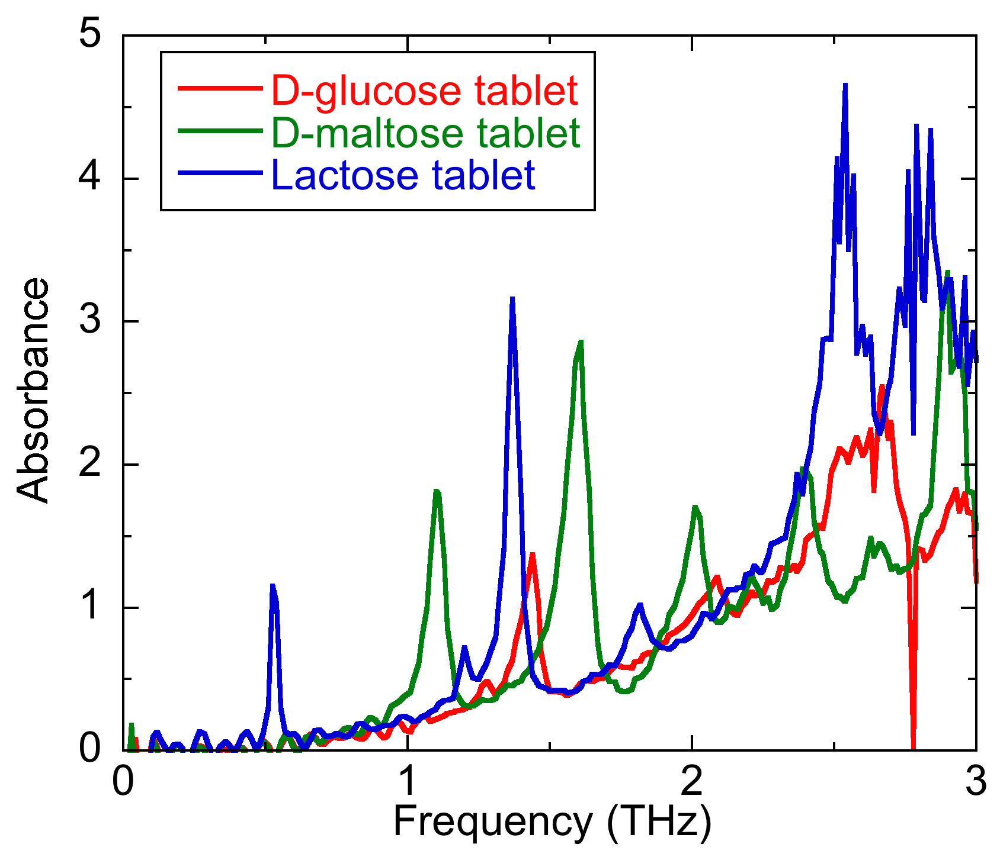 5
4
3
2
1
0
D-glucose tablet
D-maltose tablet
Lactose tablet
Absorbance
0 1 2 3
Frequency (THz)